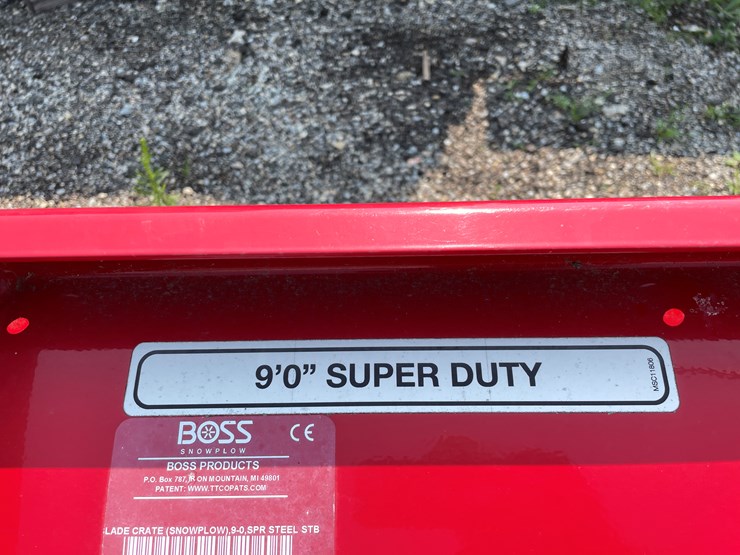 9'0” SUPER DUTY
MSC11806
BOSS CE
SNOWPLOW
BOSS PRODUCTS
P.O. Box 787, IRON MOUNTAIN, MI 49801
PATENT: WWW.TTCOPATS.COM
LADE CRATE (SNOWPLOW),9-0,SPR STEEL STB